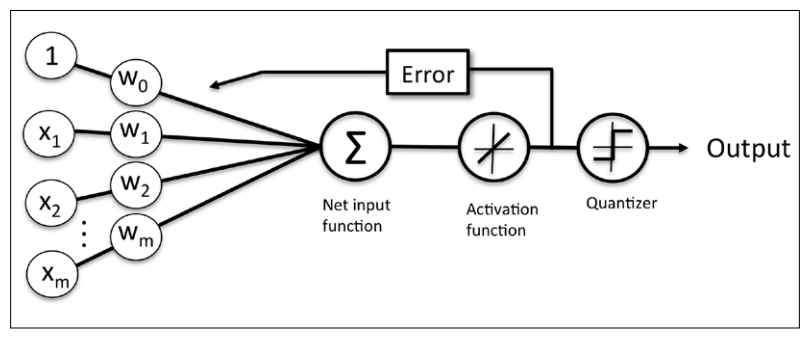 1
w0
Error
x1
w1
Σ
Output
x2
w2
Net input
function
Activation
function
Quantizer
⋮
wm
xm